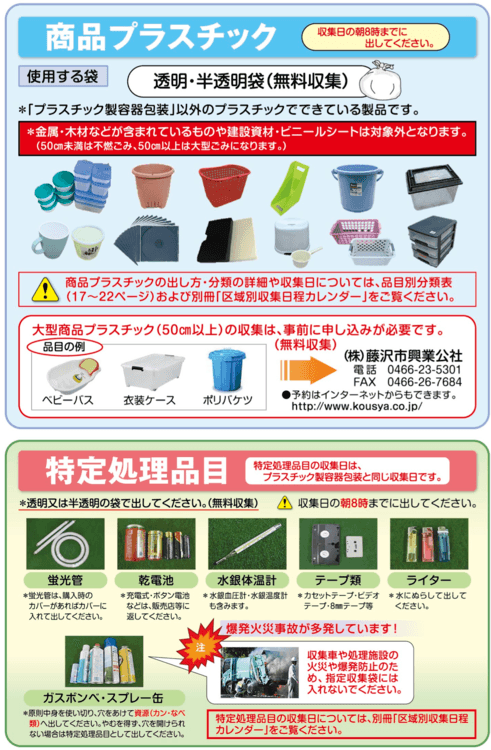 商品プラスチック
収集日の朝8時までに
出してください。
使用する袋
透明・半透明袋(無料収集)
*「プラスチック製容器包装」以外のプラスチックでできている製品です。
*金属・木材などが含まれているものや建設資材・ビニールシートは対象外となります。
(50㎝未満は不燃ごみ、50㎝以上は大型ごみになります。)
商品プラスチックの出し方・分類の詳細や収集日については、品目別分類表
(17〜22ページ)および別冊「区域別収集日程カレンダー」をご覧ください。
大型商品プラスチック(50㎝以上)の収集は、事前に申し込みが必要です。
(無料収集)
品目の例
ベビーバス
衣装ケース
ポリバケツ
(株)藤沢市興業公社
電話 0466-23-5301
FAX 0466-26-7684
●予約はインターネットからもできます。
http://www.kousya.co.jp/
特定処理品目
特定処理品目の収集日は、
プラスチック製容器包装と同じ収集日です。
*透明又は半透明の袋で出してください。(無料収集)
収集日の朝8時までに出してください。
蛍光管
*蛍光管は、購入時の
カバーがあればカバーに
入れて出してください。
乾電池
*充電式・ボタン電池
などは、販売店等に
返してください。
水銀体温計
*水銀血圧計・水銀温度計
も含みます。
テープ類
*カセットテープ・ビデオ
テープ・8㎜テープ等
ライター
*水にぬらして出して
ください。
ガスボンベ・スプレー缶
*原則中身を使い切り、穴をあけて資源(カン・なべ
類)へ出してください。やむを得ず、穴を開けられ
ない場合は特定処理品目として出してください。
注
爆発火災事故が多発しています!
収集車や処理施設の
火災や爆発防止のた
め、指定収集袋には
入れないでください。
特定処理品目の収集日については、別冊「区域別収集日程
カレンダー」をご覧ください。